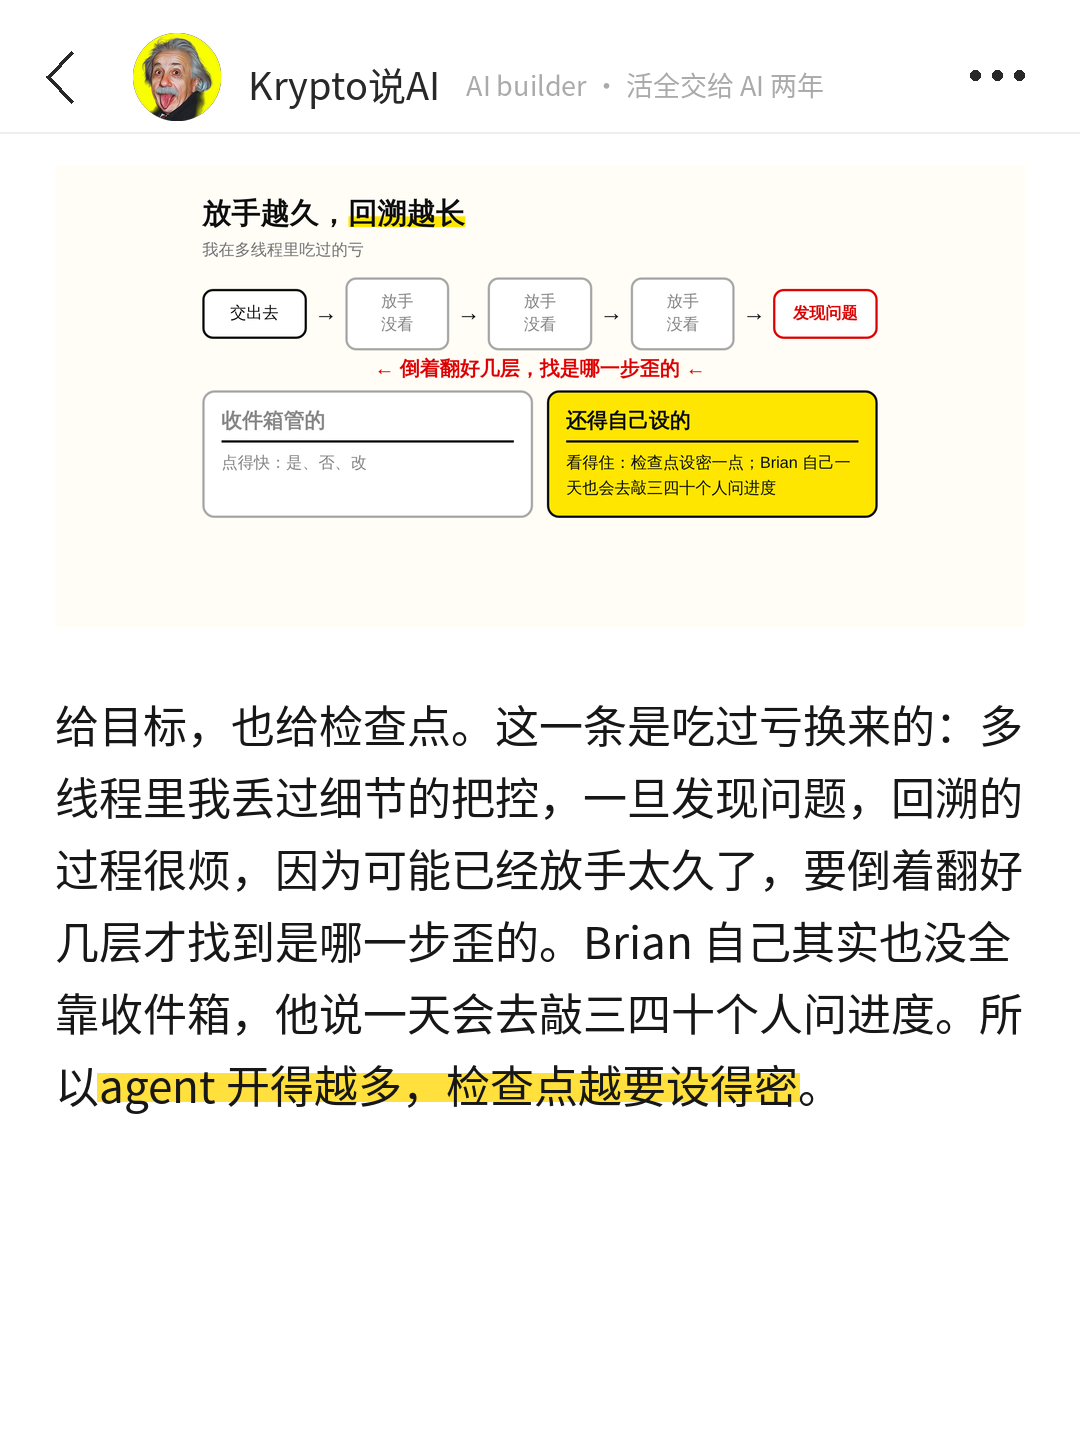 Krypto说AI AI builder · 活全交给 AI 两年
放手越久，回溯越长
我在多线程里吃过的亏
交出去 → 放手没看 → 放手没看 → 放手没看 → 发现问题
← 倒着翻好几层，找是哪一步歪的 ←
收件箱管的
点得快：是、否、改
还得自己设的
看得住：检查点设密一点；Brian 自己一
天也会去敲三四十个人问进度
给目标，也给检查点。这一条是吃过亏换来的：多
线程里我丢过细节的把控，一旦发现问题，回溯的
过程很烦，因为可能已经放手太久了，要倒着翻好
几层才找到是哪一步歪的。Brian 自己其实也没全
靠收件箱，他说一天会去敲三四十个人问进度。所
以agent 开得越多，检查点越要设得密。